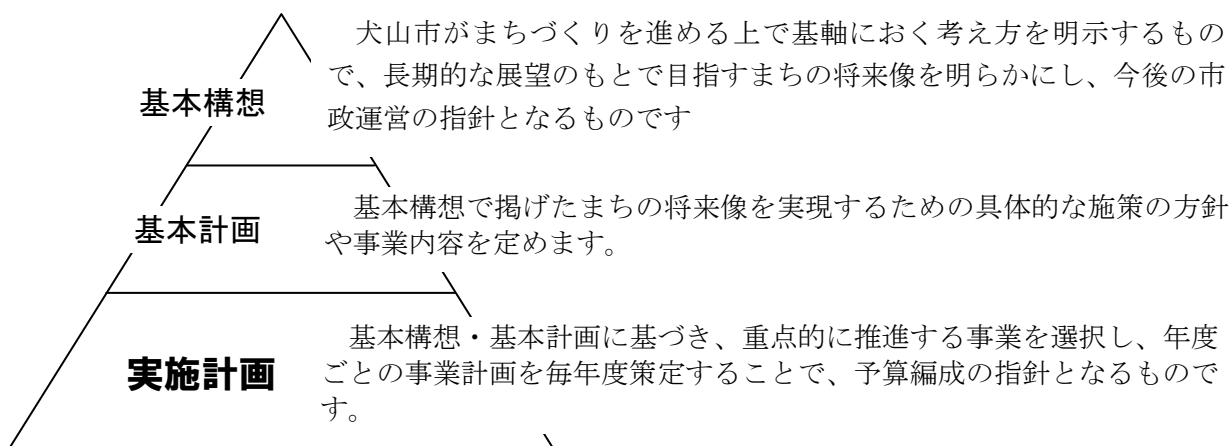 基本構想
犬山市がまちづくりを進める上で基軸におく考え方を明示するもの
で、長期的な展望のもとで目指すまちの将来像を明らかにし、今後の市
政運営の指針となるものです
基本計画
基本構想で掲げたまちの将来像を実現するための具体的な施策の方針
や事業内容を定めます。
実施計画
基本構想・基本計画に基づき、重点的に推進する事業を選択し、年度
ごとの事業計画を毎年度策定することで、予算編成の指針となるもので
す。